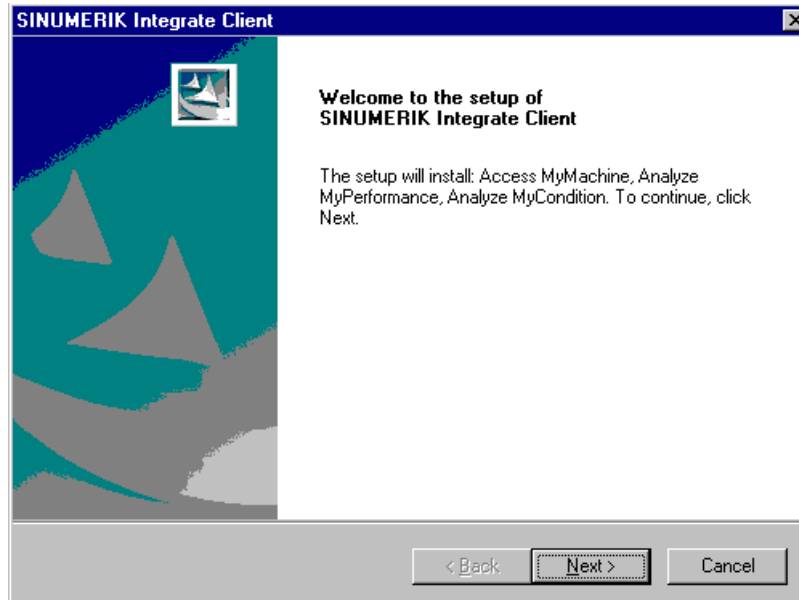 SINUMERIK Integrate Client
Welcome to the setup of
SINUMERIK Integrate Client
The setup will install: Access MyMachine, Analyze
MyPerformance, Analyze MyCondition. To continue, click
Next.
< Back
Next >
Cancel